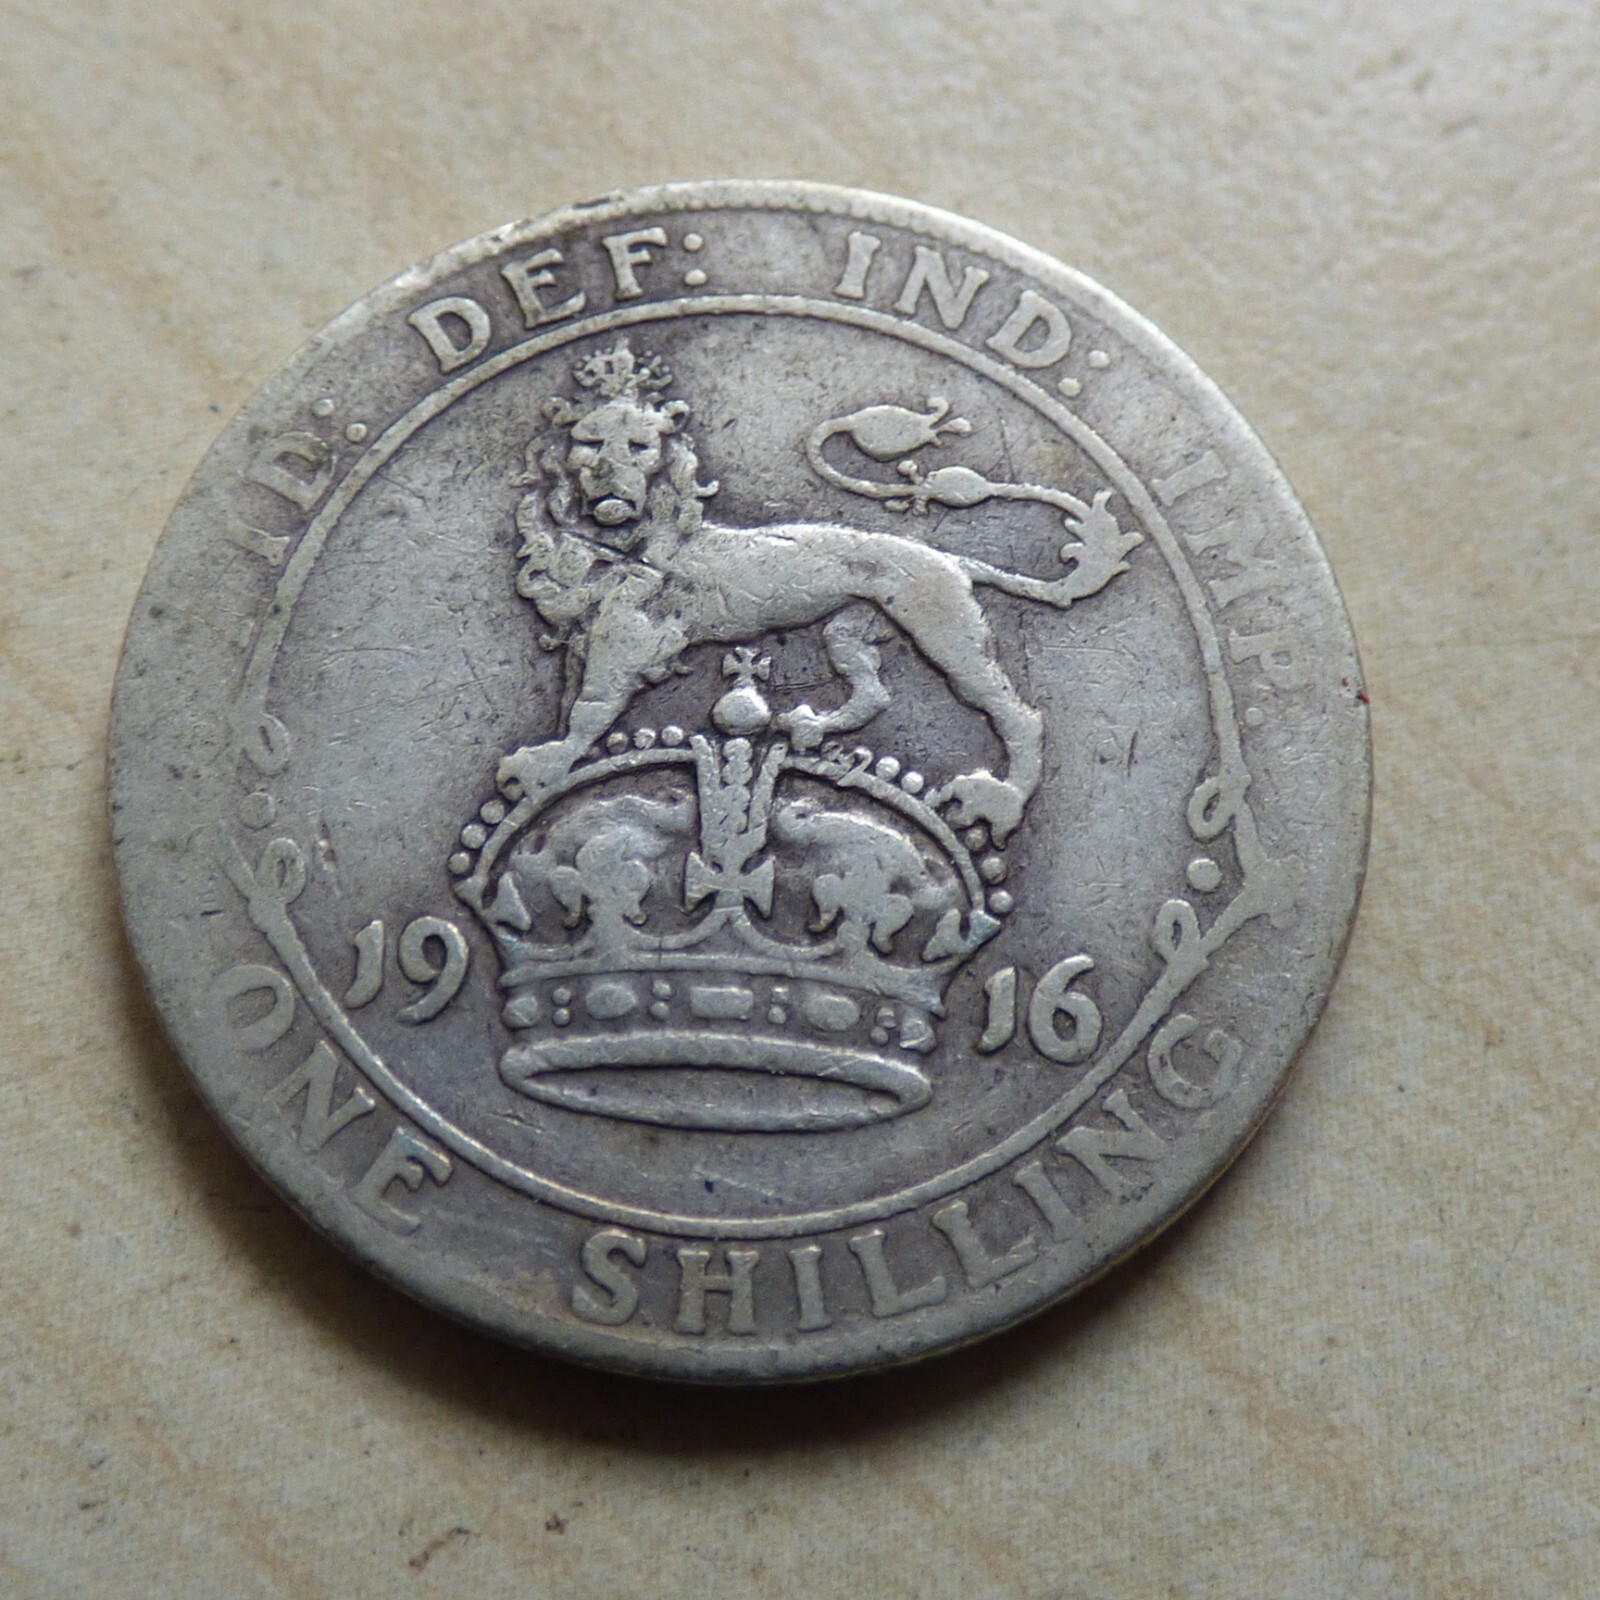 FID: DEF: IND: IMP:
19 16
ONE SHILLING